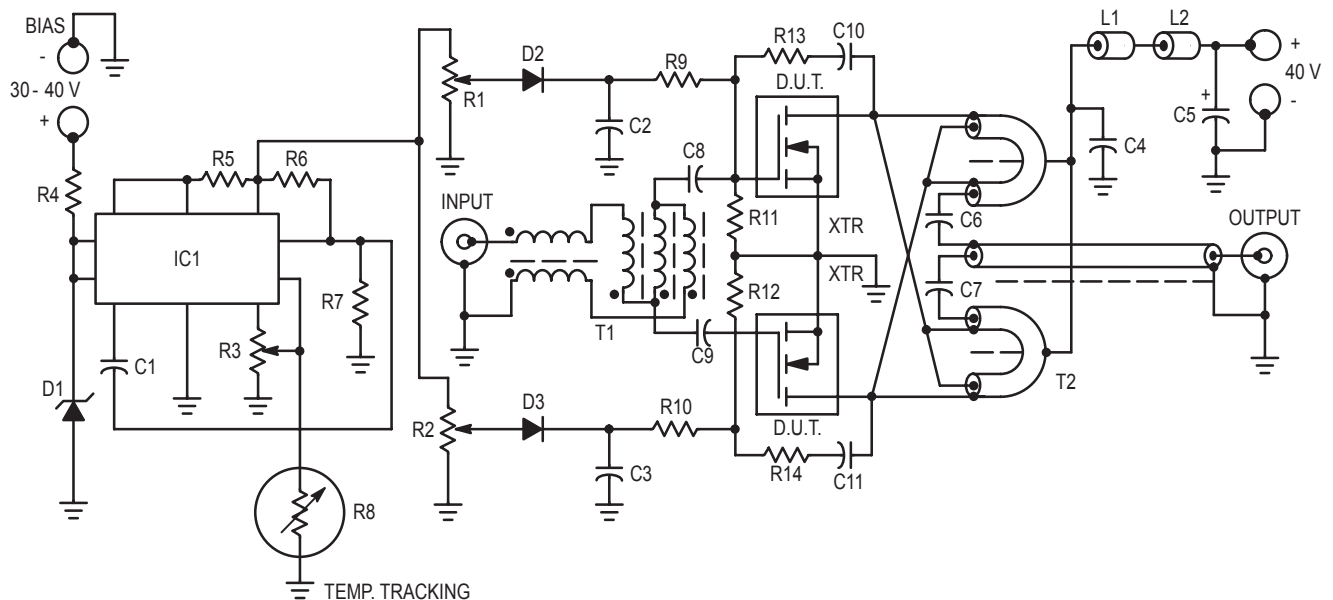 BIAS
-
30 - 40 V
+
R4
D1
R5
R6
IC1
C1
R3
R7
R8
TEMP. TRACKING
R1
D2
C2
R9
R13
C10
D.U.T.
C8
INPUT
T1
R11
XTR
XTR
R12
C9
R2
D3
C3
R10
D.U.T.
R14
C11
L1
L2
+
40 V
-
+
C5
C4
C6
C7
OUTPUT
T2